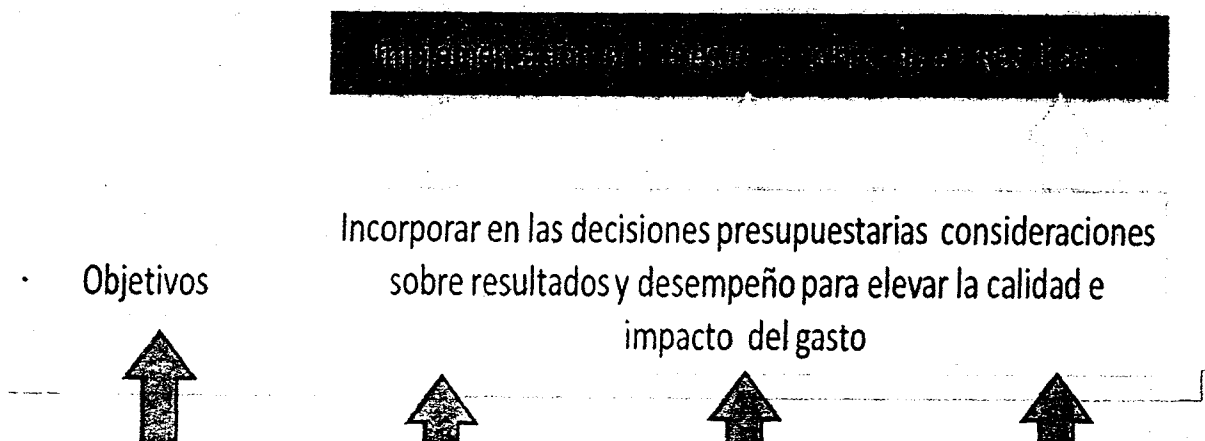 Incorporar en las decisiones presupuestarias consideraciones
Objetivos
sobre resultados y desempeño para elevar la calidad e
impacto del gasto